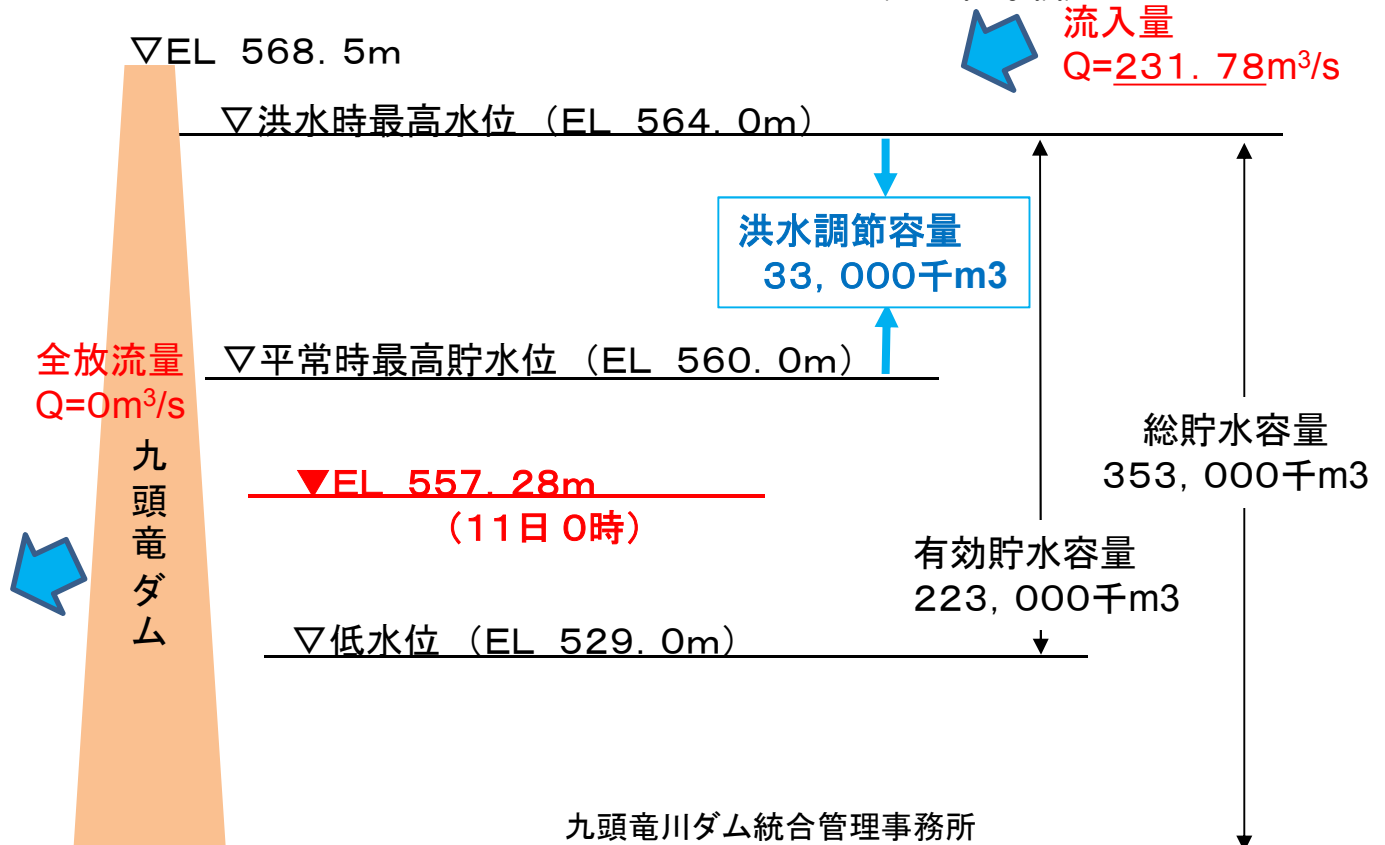 流入量
Q=231. 78m³/s
▽EL 568. 5m
▽洪水時最高水位 (EL 564. 0m)
洪水調節容量
33, 000千m3
全放流量
Q=0m³/s
▽平常時最高貯水位 (EL 560. 0m)
総貯水容量
353, 000千m3
九頭竜ダム
▼EL 557. 28m
(11日 0時)
有効貯水容量
223, 000千m3
▽低水位 (EL 529. 0m)
九頭竜川ダム統合管理事務所